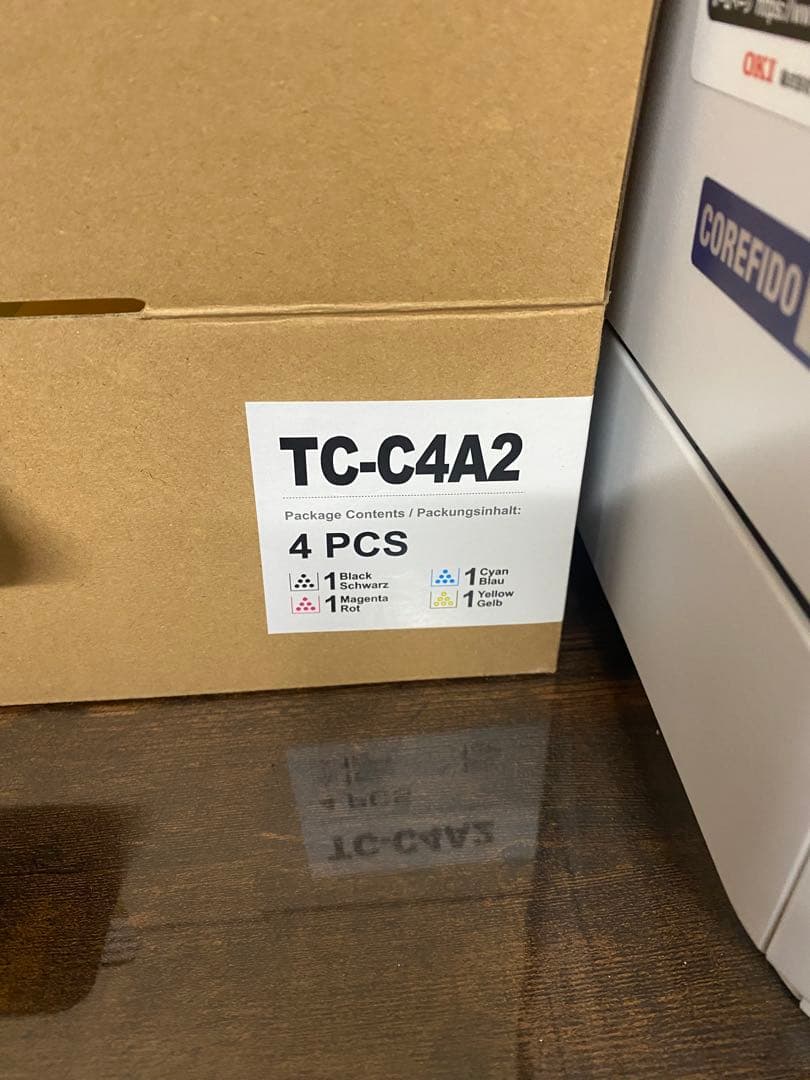 OKI
COREFIDO
TC-C4A2
Package Contents / Packungsinhalt:
4 PCS
1 Black Schwarz
1 Cyan Blau
1 Magenta Rot
1 Yellow Gelb